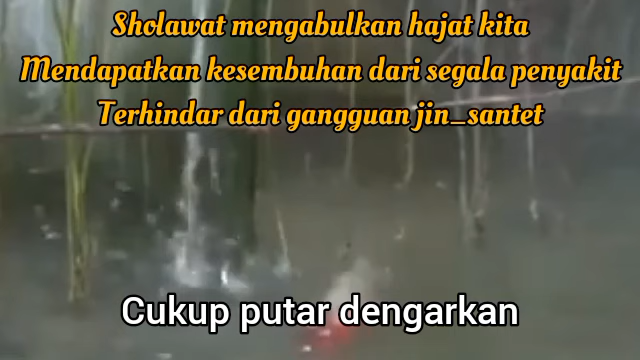 Sholawat mengabulkan hajat kita
Mendapatkan kesembuhan dari segala penyakit
Terhindar dari gangguan jin_santet
Cukup putar dengarkan